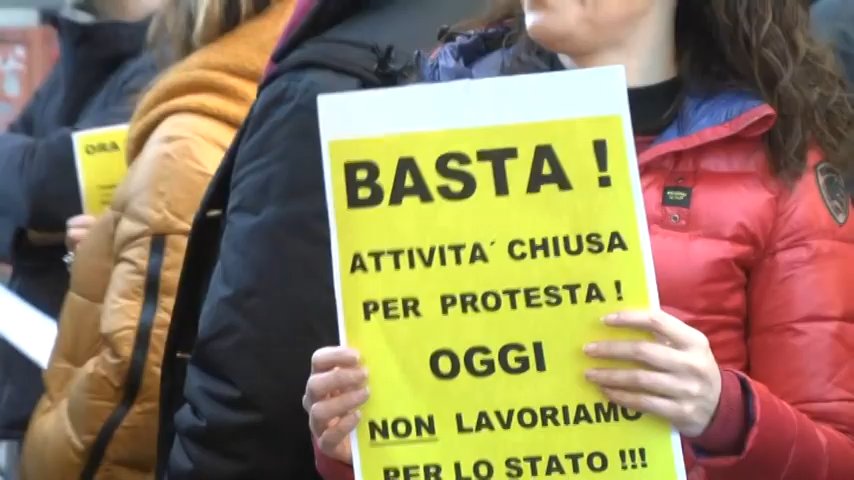 ORA
BASTA !
ATTIVITA´ CHIUSA
PER PROTESTA !
OGGI
NON LAVORIAMO
PER LO STATO !!!